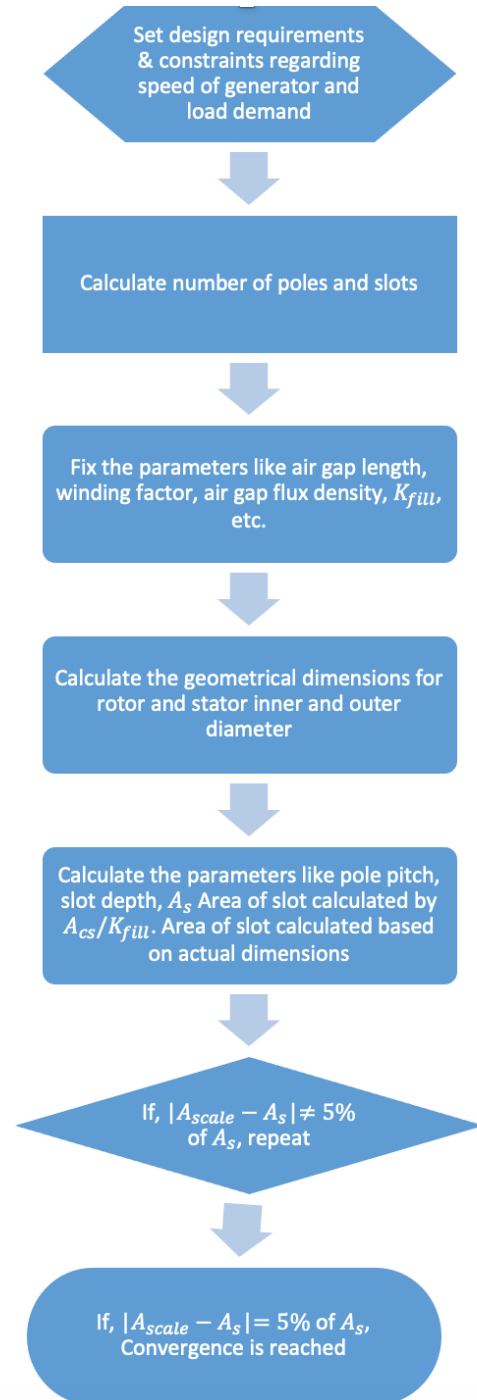 Set design requirements
& constraints regarding
speed of generator and
load demand
Calculate number of poles and slots
Fix the parameters like air gap length,
winding factor, air gap flux density, K_fill,
etc.
Calculate the geometrical dimensions for
rotor and stator inner and outer
diameter
Calculate the parameters like pole pitch,
slot depth, A_s Area of slot calculated by
A_cs/K_fill. Area of slot calculated based
on actual dimensions
If, |A_scale − A_s| ≠ 5%
of A_s, repeat
If, |A_scale − A_s| = 5% of A_s,
Convergence is reached